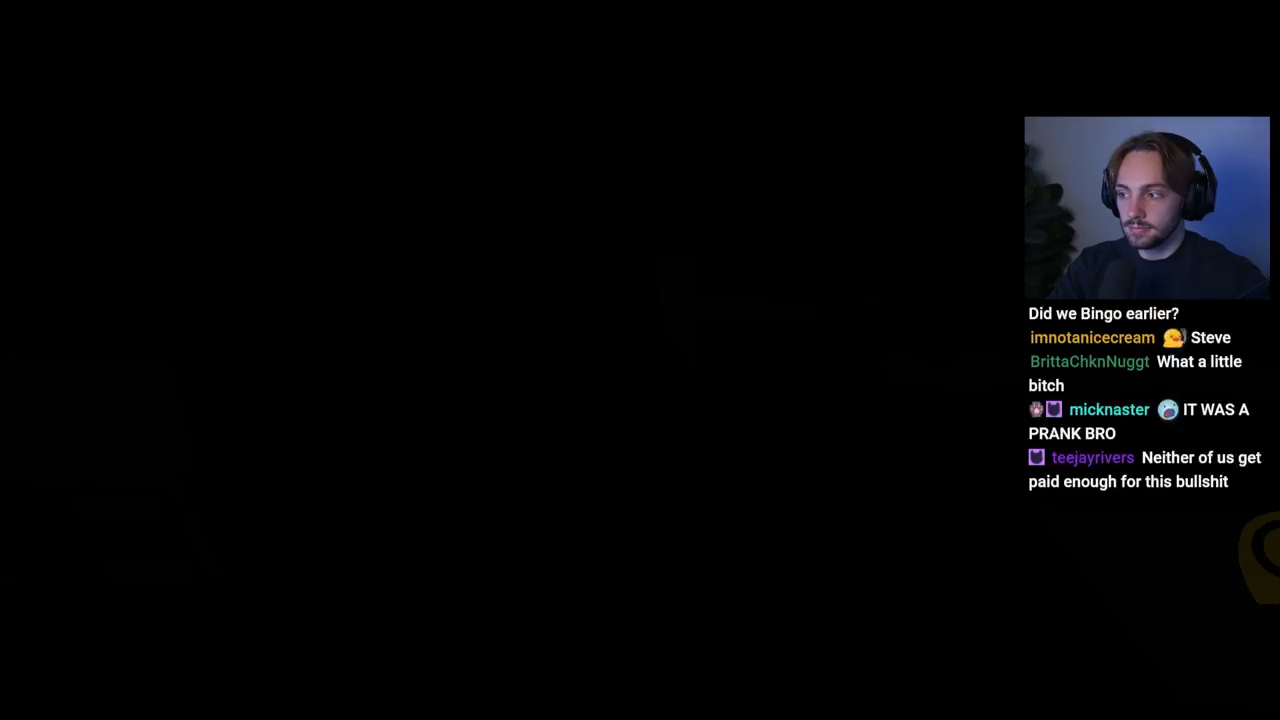 Did we Bingo earlier?
imnotanicecream Steve
BrittaChknNuggt What a little
bitch
micknaster IT WAS A
PRANK BRO
teejayrivers Neither of us get
paid enough for this bullshit